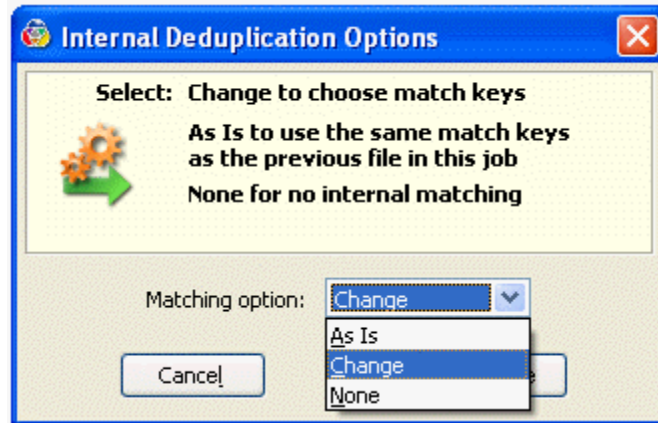 Internal Deduplication Options
Select: Change to choose match keys
As Is to use the same match keys
as the previous file in this job
None for no internal matching
Matching option: Change
As Is
Change
None
Cancel